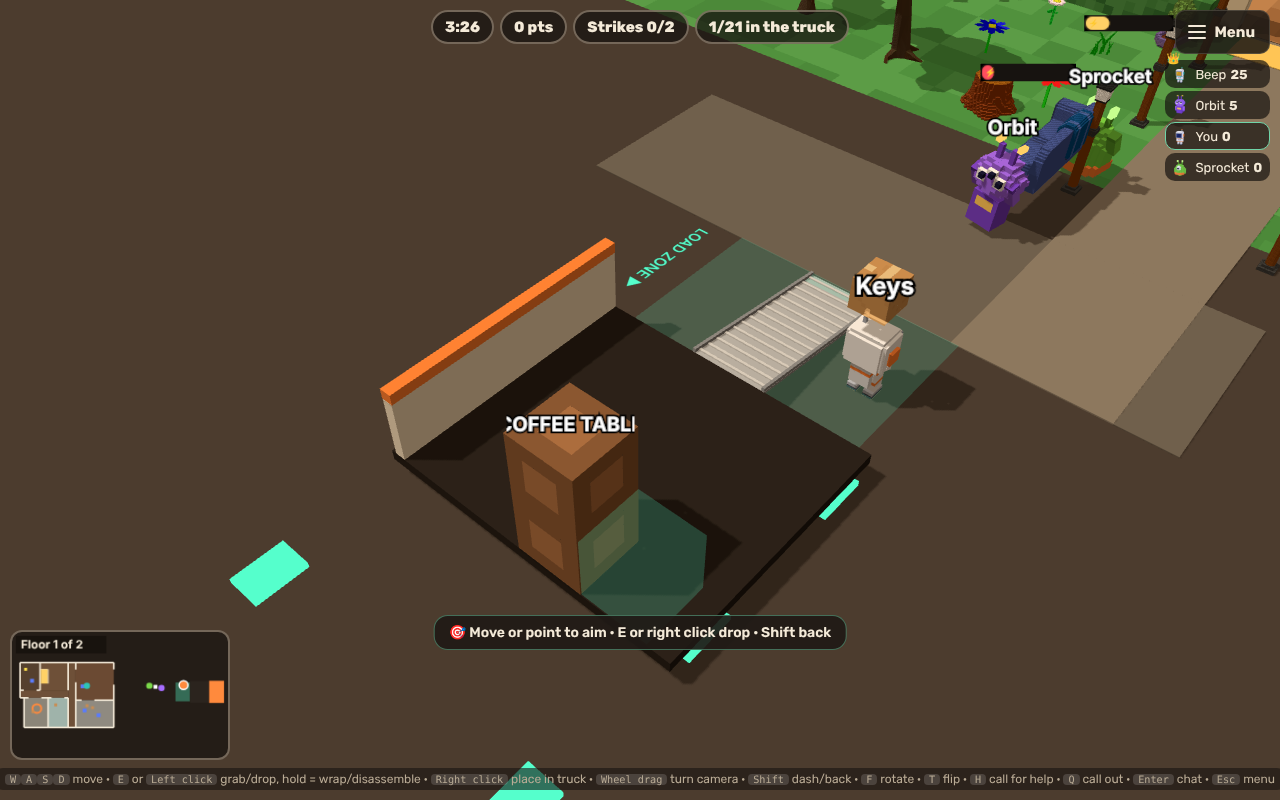 3:26
0 pts
Strikes 0/2
1/21 in the truck
Menu
Beep 25
Orbit 5
You 0
Sprocket 0
Sprocket
Orbit
LOAD ZONE
Keys
COFFEE TABL
🎯 Move or point to aim · E or right click drop · Shift back
Floor 1 of 2
W A S D move · E or Left click grab/drop, hold = wrap/disassemble · Right click place in truck · Wheel drag turn camera · Shift dash/back · F rotate · T flip · H call for help · Q call out · Enter chat · Esc menu